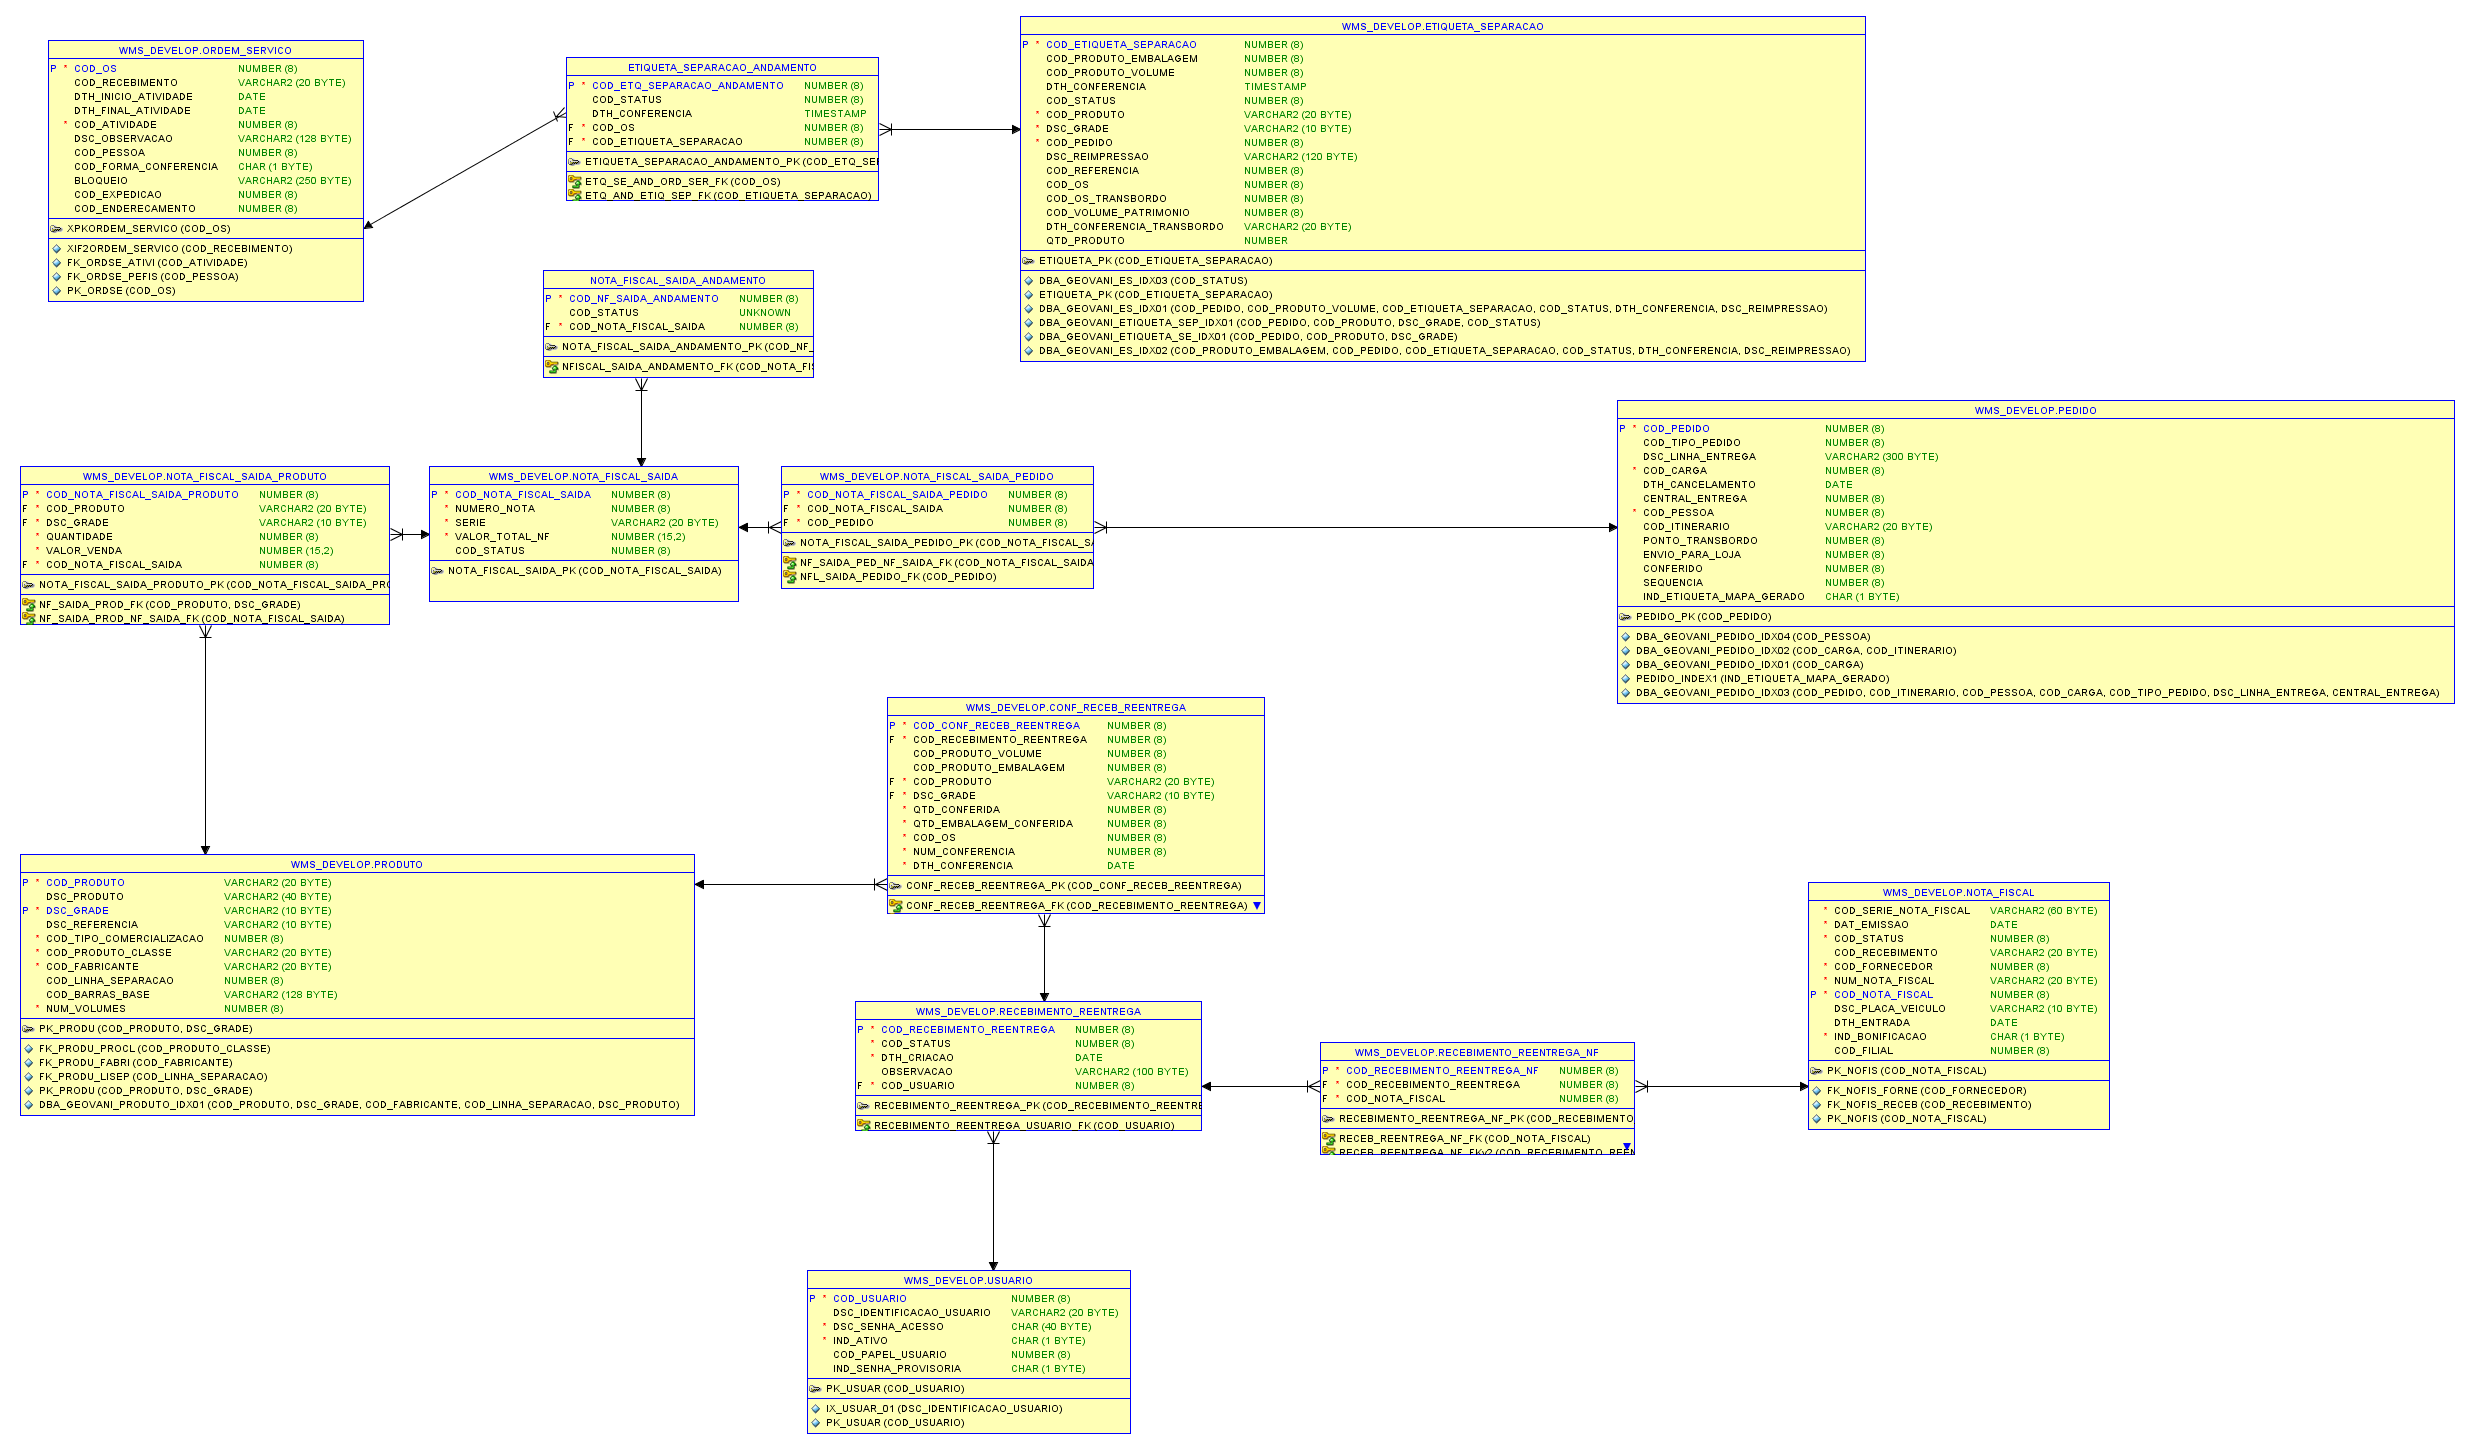 WMS_DEVELOP.ORDEM_SERVICO
P * COD_OS NUMBER (8)
COD_RECEBIMENTO VARCHAR2 (20 BYTE)
DTH_INICIO_ATIVIDADE DATE
DTH_FINAL_ATIVIDADE DATE
* COD_ATIVIDADE NUMBER (8)
DSC_OBSERVACAO VARCHAR2 (128 BYTE)
COD_PESSOA NUMBER (8)
COD_FORMA_CONFERENCIA CHAR (1 BYTE)
BLOQUEIO VARCHAR2 (250 BYTE)
COD_EXPEDICAO NUMBER (8)
COD_ENDERECAMENTO NUMBER (8)
XPKORDEM_SERVICO (COD_OS)
XIF2ORDEM_SERVICO (COD_RECEBIMENTO)
FK_ORDSE_ATIVI (COD_ATIVIDADE)
FK_ORDSE_PEFIS (COD_PESSOA)
PK_ORDSE (COD_OS)
ETIQUETA_SEPARACAO_ANDAMENTO
P * COD_ETQ_SEPARACAO_ANDAMENTO NUMBER (8)
COD_STATUS NUMBER (8)
DTH_CONFERENCIA TIMESTAMP
F * COD_OS NUMBER (8)
F * COD_ETIQUETA_SEPARACAO NUMBER (8)
ETIQUETA_SEPARACAO_ANDAMENTO_PK (COD_ETQ_SEI
ETQ_SE_AND_ORD_SER_FK (COD_OS)
ETQ_AND_ETIQ_SEP_FK (COD_ETIQUETA_SEPARACAO)
WMS_DEVELOP.ETIQUETA_SEPARACAO
P * COD_ETIQUETA_SEPARACAO NUMBER (8)
COD_PRODUTO_EMBALAGEM NUMBER (8)
COD_PRODUTO_VOLUME NUMBER (8)
DTH_CONFERENCIA TIMESTAMP
COD_STATUS NUMBER (8)
* COD_PRODUTO VARCHAR2 (20 BYTE)
* DSC_GRADE VARCHAR2 (10 BYTE)
* COD_PEDIDO NUMBER (8)
DSC_REIMPRESSAO VARCHAR2 (120 BYTE)
COD_REFERENCIA NUMBER (8)
COD_OS NUMBER (8)
COD_OS_TRANSBORDO NUMBER (8)
COD_VOLUME_PATRIMONIO NUMBER (8)
DTH_CONFERENCIA_TRANSBORDO VARCHAR2 (20 BYTE)
QTD_PRODUTO NUMBER
ETIQUETA_PK (COD_ETIQUETA_SEPARACAO)
DBA_GEOVANI_ES_IDX03 (COD_STATUS)
ETIQUETA_PK (COD_ETIQUETA_SEPARACAO)
DBA_GEOVANI_ES_IDX01 (COD_PEDIDO, COD_PRODUTO_VOLUME, COD_ETIQUETA_SEPARACAO, COD_STATUS, DTH_CONFERENCIA, DSC_REIMPRESSAO)
DBA_GEOVANI_ETIQUETA_SEP_IDX01 (COD_PEDIDO, COD_PRODUTO, DSC_GRADE, COD_STATUS)
DBA_GEOVANI_ETIQUETA_SE_IDX01 (COD_PEDIDO, COD_PRODUTO, DSC_GRADE)
DBA_GEOVANI_ES_IDX02 (COD_PRODUTO_EMBALAGEM, COD_PEDIDO, COD_ETIQUETA_SEPARACAO, COD_STATUS, DTH_CONFERENCIA, DSC_REIMPRESSAO)
NOTA_FISCAL_SAIDA_ANDAMENTO
P * COD_NF_SAIDA_ANDAMENTO NUMBER (8)
COD_STATUS UNKNOWN
F * COD_NOTA_FISCAL_SAIDA NUMBER (8)
NOTA_FISCAL_SAIDA_ANDAMENTO_PK (COD_NF_
NFISCAL_SAIDA_ANDAMENTO_FK (COD_NOTA_FIS
WMS_DEVELOP.PEDIDO
P * COD_PEDIDO NUMBER (8)
COD_TIPO_PEDIDO NUMBER (8)
DSC_LINHA_ENTREGA VARCHAR2 (300 BYTE)
* COD_CARGA NUMBER (8)
DTH_CANCELAMENTO DATE
CENTRAL_ENTREGA NUMBER (8)
* COD_PESSOA NUMBER (8)
COD_ITINERARIO VARCHAR2 (20 BYTE)
PONTO_TRANSBORDO NUMBER (8)
ENVIO_PARA_LOJA NUMBER (8)
CONFERIDO NUMBER (8)
SEQUENCIA NUMBER (8)
IND_ETIQUETA_MAPA_GERADO CHAR (1 BYTE)
PEDIDO_PK (COD_PEDIDO)
DBA_GEOVANI_PEDIDO_IDX04 (COD_PESSOA)
DBA_GEOVANI_PEDIDO_IDX02 (COD_CARGA, COD_ITINERARIO)
DBA_GEOVANI_PEDIDO_IDX01 (COD_CARGA)
PEDIDO_INDEX1 (IND_ETIQUETA_MAPA_GERADO)
DBA_GEOVANI_PEDIDO_IDX03 (COD_PEDIDO, COD_ITINERARIO, COD_PESSOA, COD_CARGA, COD_TIPO_PEDIDO, DSC_LINHA_ENTREGA, CENTRAL_ENTREGA)
WMS_DEVELOP.NOTA_FISCAL_SAIDA_PRODUTO
P * COD_NOTA_FISCAL_SAIDA_PRODUTO NUMBER (8)
F * COD_PRODUTO VARCHAR2 (20 BYTE)
F * DSC_GRADE VARCHAR2 (10 BYTE)
* QUANTIDADE NUMBER (8)
* VALOR_VENDA NUMBER (15,2)
F * COD_NOTA_FISCAL_SAIDA NUMBER (8)
NOTA_FISCAL_SAIDA_PRODUTO_PK (COD_NOTA_FISCAL_SAIDA_PRO
NF_SAIDA_PROD_FK (COD_PRODUTO, DSC_GRADE)
NF_SAIDA_PROD_NF_SAIDA_FK (COD_NOTA_FISCAL_SAIDA)
WMS_DEVELOP.NOTA_FISCAL_SAIDA
P * COD_NOTA_FISCAL_SAIDA NUMBER (8)
* NUMERO_NOTA NUMBER (8)
* SERIE VARCHAR2 (20 BYTE)
* VALOR_TOTAL_NF NUMBER (15,2)
COD_STATUS NUMBER (8)
NOTA_FISCAL_SAIDA_PK (COD_NOTA_FISCAL_SAIDA)
WMS_DEVELOP.NOTA_FISCAL_SAIDA_PEDIDO
P * COD_NOTA_FISCAL_SAIDA_PEDIDO NUMBER (8)
F * COD_NOTA_FISCAL_SAIDA NUMBER (8)
F * COD_PEDIDO NUMBER (8)
NOTA_FISCAL_SAIDA_PEDIDO_PK (COD_NOTA_FISCAL_SA
NF_SAIDA_PED_NF_SAIDA_FK (COD_NOTA_FISCAL_SAIDA
NFL_SAIDA_PEDIDO_FK (COD_PEDIDO)
WMS_DEVELOP.CONF_RECEB_REENTREGA
P * COD_CONF_RECEB_REENTREGA NUMBER (8)
F * COD_RECEBIMENTO_REENTREGA NUMBER (8)
COD_PRODUTO_VOLUME NUMBER (8)
COD_PRODUTO_EMBALAGEM NUMBER (8)
F * COD_PRODUTO VARCHAR2 (20 BYTE)
F * DSC_GRADE VARCHAR2 (10 BYTE)
* QTD_CONFERIDA NUMBER (8)
* QTD_EMBALAGEM_CONFERIDA NUMBER (8)
* COD_OS NUMBER (8)
* NUM_CONFERENCIA NUMBER (8)
* DTH_CONFERENCIA DATE
CONF_RECEB_REENTREGA_PK (COD_CONF_RECEB_REENTREGA)
CONF_RECEB_REENTREGA_FK (COD_RECEBIMENTO_REENTREGA)
WMS_DEVELOP.PRODUTO
P * COD_PRODUTO VARCHAR2 (20 BYTE)
DSC_PRODUTO VARCHAR2 (40 BYTE)
P * DSC_GRADE VARCHAR2 (10 BYTE)
DSC_REFERENCIA VARCHAR2 (10 BYTE)
* COD_TIPO_COMERCIALIZACAO NUMBER (8)
* COD_PRODUTO_CLASSE VARCHAR2 (20 BYTE)
* COD_FABRICANTE VARCHAR2 (20 BYTE)
COD_LINHA_SEPARACAO NUMBER (8)
COD_BARRAS_BASE VARCHAR2 (128 BYTE)
* NUM_VOLUMES NUMBER (8)
PK_PRODU (COD_PRODUTO, DSC_GRADE)
FK_PRODU_PROCL (COD_PRODUTO_CLASSE)
FK_PRODU_FABRI (COD_FABRICANTE)
FK_PRODU_LISEP (COD_LINHA_SEPARACAO)
PK_PRODU (COD_PRODUTO, DSC_GRADE)
DBA_GEOVANI_PRODUTO_IDX01 (COD_PRODUTO, DSC_GRADE, COD_FABRICANTE, COD_LINHA_SEPARACAO, DSC_PRODUTO)
WMS_DEVELOP.NOTA_FISCAL
* COD_SERIE_NOTA_FISCAL VARCHAR2 (60 BYTE)
* DAT_EMISSAO DATE
* COD_STATUS NUMBER (8)
COD_RECEBIMENTO VARCHAR2 (20 BYTE)
* COD_FORNECEDOR NUMBER (8)
* NUM_NOTA_FISCAL VARCHAR2 (20 BYTE)
P * COD_NOTA_FISCAL NUMBER (8)
DSC_PLACA_VEICULO VARCHAR2 (10 BYTE)
DTH_ENTRADA DATE
* IND_BONIFICACAO CHAR (1 BYTE)
COD_FILIAL NUMBER (8)
PK_NOFIS (COD_NOTA_FISCAL)
FK_NOFIS_FORNE (COD_FORNECEDOR)
FK_NOFIS_RECEB (COD_RECEBIMENTO)
PK_NOFIS (COD_NOTA_FISCAL)
WMS_DEVELOP.RECEBIMENTO_REENTREGA
P * COD_RECEBIMENTO_REENTREGA NUMBER (8)
* COD_STATUS NUMBER (8)
* DTH_CRIACAO DATE
OBSERVACAO VARCHAR2 (100 BYTE)
F * COD_USUARIO NUMBER (8)
RECEBIMENTO_REENTREGA_PK (COD_RECEBIMENTO_REENTRE
RECEBIMENTO_REENTREGA_USUARIO_FK (COD_USUARIO)
WMS_DEVELOP.RECEBIMENTO_REENTREGA_NF
P * COD_RECEBIMENTO_REENTREGA_NF NUMBER (8)
F * COD_RECEBIMENTO_REENTREGA NUMBER (8)
F * COD_NOTA_FISCAL NUMBER (8)
RECEBIMENTO_REENTREGA_NF_PK (COD_RECEBIMENTO
RECEB_REENTREGA_NF_FK (COD_NOTA_FISCAL)
RECEB_REENTREGA_NF_FKv2 (COD_RECEBIMENTO_REEN
WMS_DEVELOP.USUARIO
P * COD_USUARIO NUMBER (8)
DSC_IDENTIFICACAO_USUARIO VARCHAR2 (20 BYTE)
* DSC_SENHA_ACESSO CHAR (40 BYTE)
* IND_ATIVO CHAR (1 BYTE)
COD_PAPEL_USUARIO NUMBER (8)
IND_SENHA_PROVISORIA CHAR (1 BYTE)
PK_USUAR (COD_USUARIO)
IX_USUAR_01 (DSC_IDENTIFICACAO_USUARIO)
PK_USUAR (COD_USUARIO)